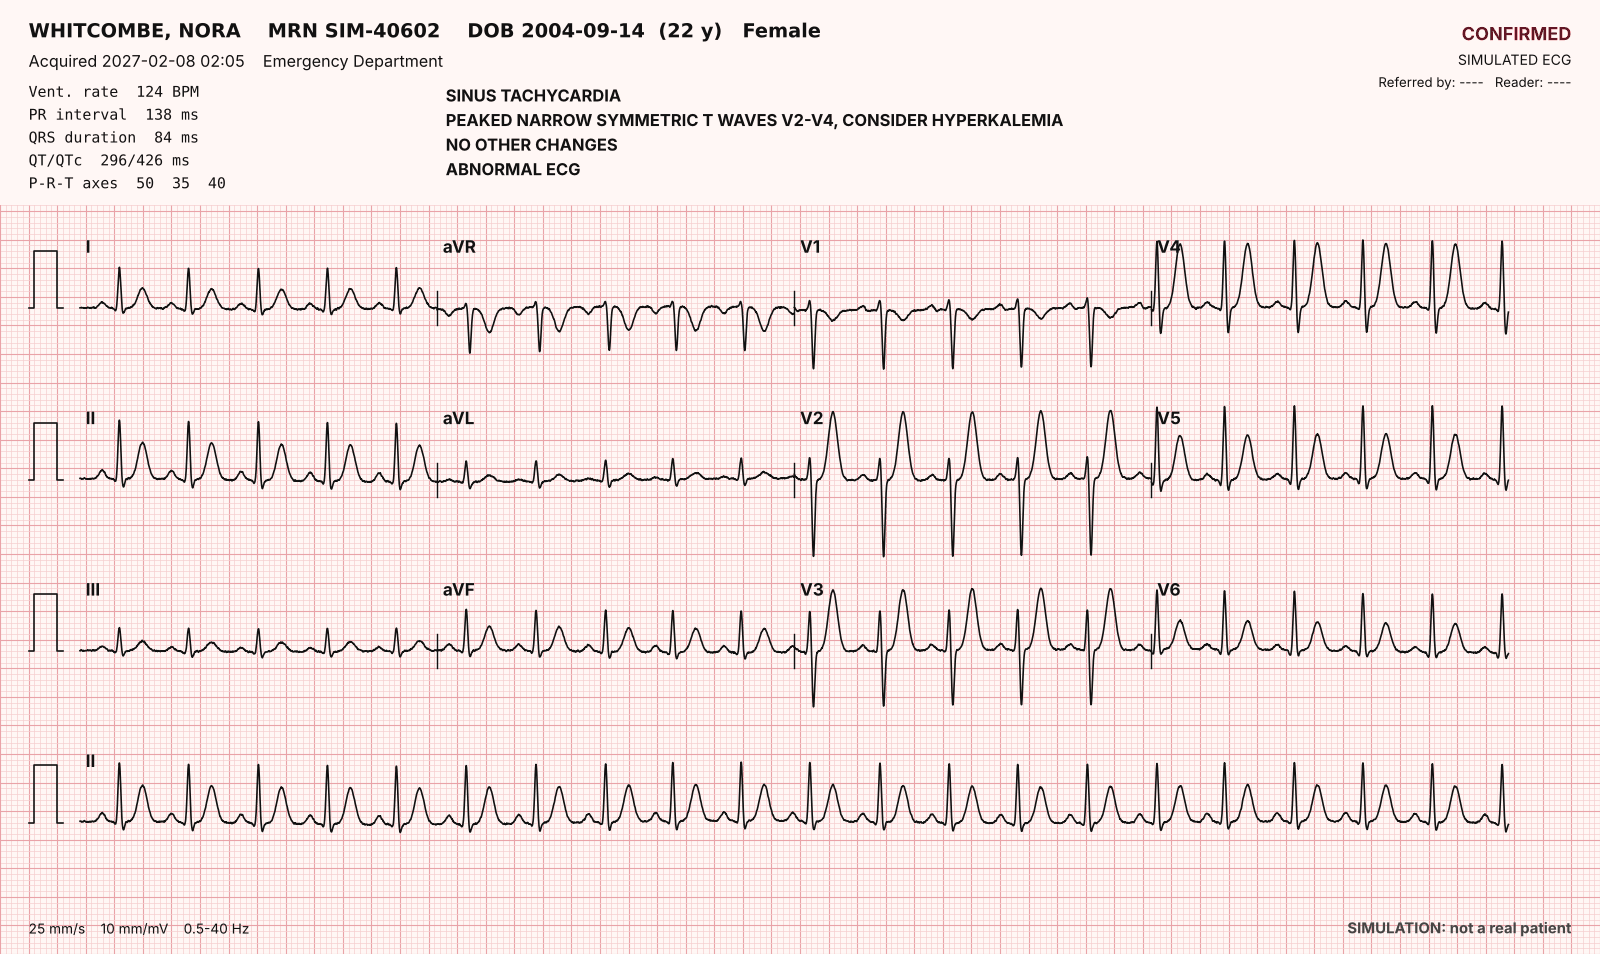 WHITCOMBE, NORA MRN SIM-40602 DOB 2004-09-14 (22 y) Female
Acquired 2027-02-08 02:05 Emergency Department
CONFIRMED
SIMULATED ECG
Referred by: ---- Reader: ----
Vent. rate 124 BPM
PR interval 138 ms
QRS duration 84 ms
QT/QTc 296/426 ms
P-R-T axes 50 35 40
SINUS TACHYCARDIA
PEAKED NARROW SYMMETRIC T WAVES V2-V4, CONSIDER HYPERKALEMIA
NO OTHER CHANGES
ABNORMAL ECG
I aVR V1 V4
II aVL V2 V5
III aVF V3 V6
II
25 mm/s 10 mm/mV 0.5-40 Hz
SIMULATION: not a real patient